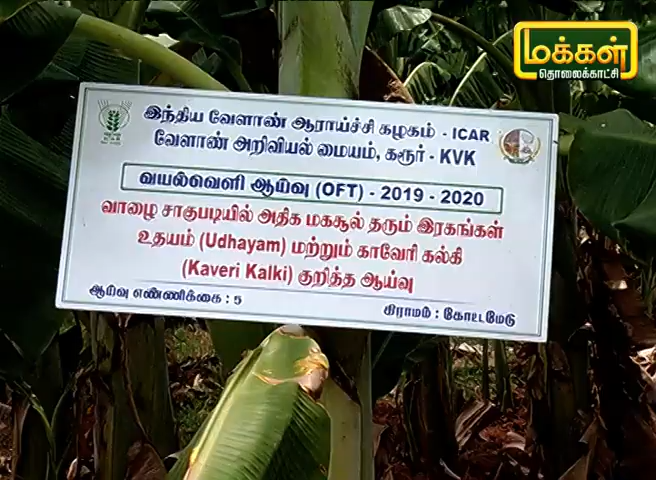 மக்கள்
தொலைக்காட்சி
இந்திய வேளாண் ஆராய்ச்சி கழகம் - ICAR
வேளாண் அறிவியல் மையம், கரூர் - KVK
வயல்வெளி ஆய்வு (OFT) - 2019 - 2020
வாழை சாகுபடியில் அதிக மகசூல் தரும் இரகங்கள்
உதயம் (Udhayam) மற்றும் காவேரி கல்கி
(Kaveri Kalki) குறித்த ஆய்வு
ஆய்வு எண்ணிக்கை : 5
கிராமம் : கோட்டமேடு